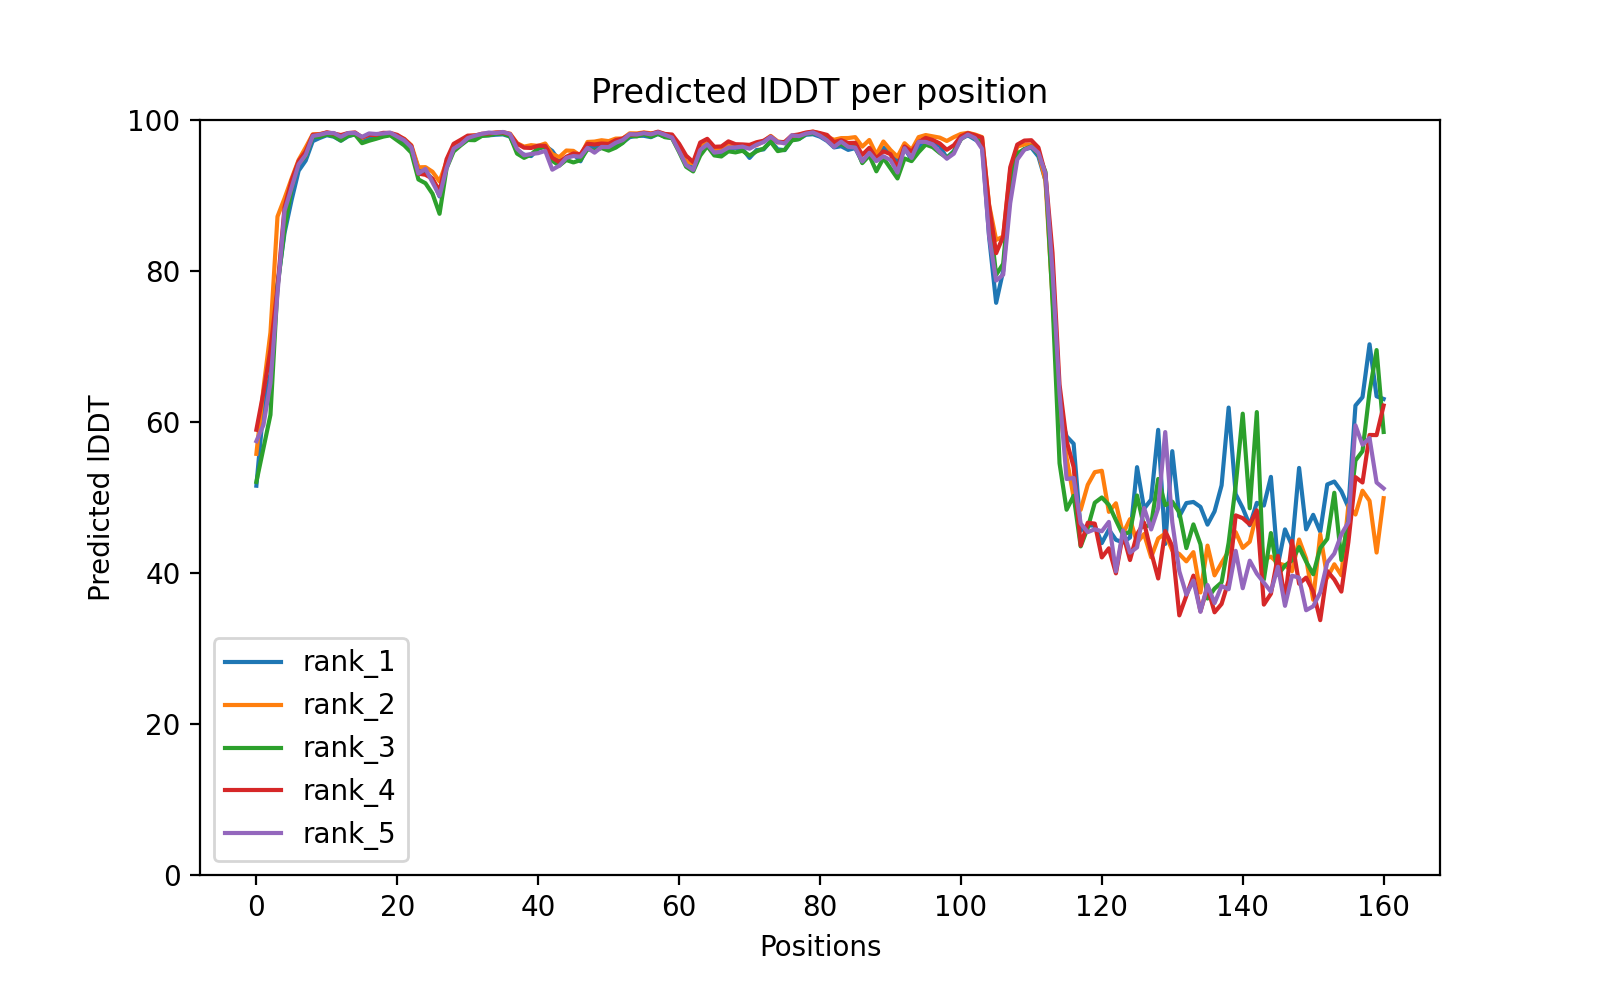 Predicted lDDT per position
100
80
60
40
20
0
Predicted lDDT
rank_1
rank_2
rank_3
rank_4
rank_5
0 20 40 60 80 100 120 140 160
Positions